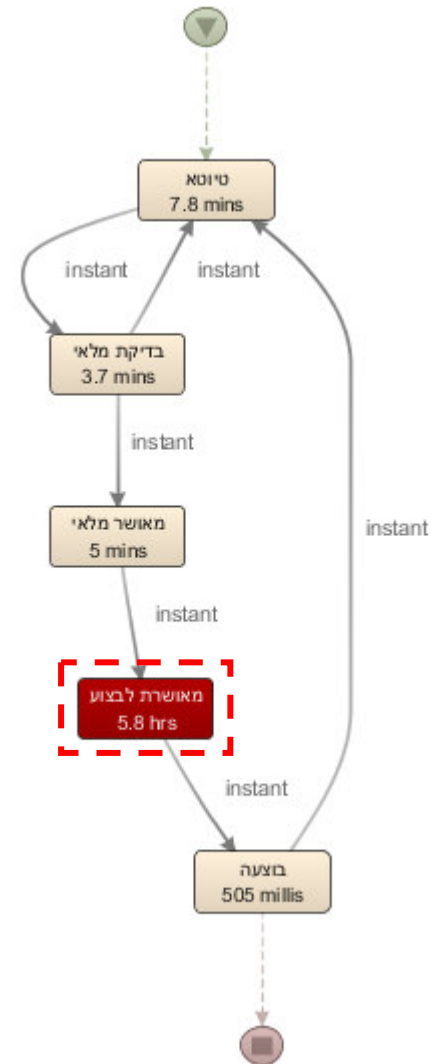 טיוטא
7.8 mins
instant
instant
בדיקת מלאי
3.7 mins
instant
מאושר מלאי
5 mins
instant
instant
מאושרת לבצוע
5.8 hrs
instant
בוצעה
505 millis